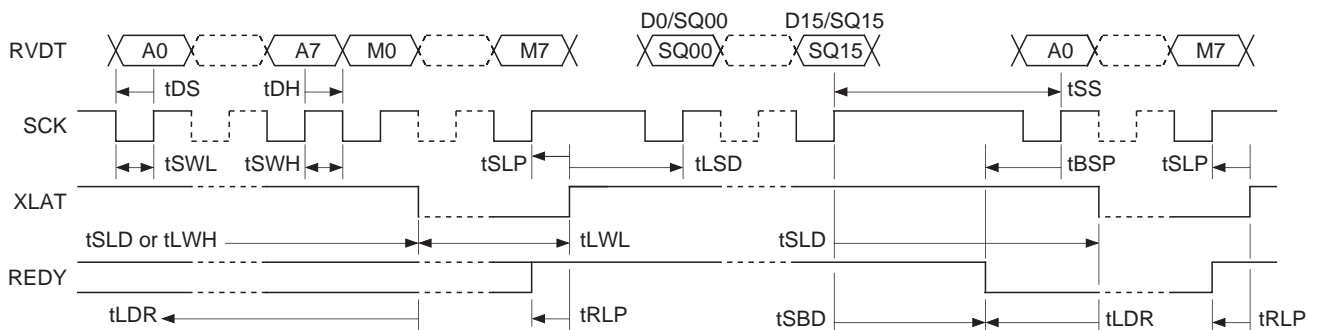 D0/SQ00 D15/SQ15
RVDT A0 A7 M0 M7 SQ00 SQ15 A0 M7
tDS tDH tSS
SCK
tSWL tSWH tSLP tLSD tBSP tSLP
XLAT
tSLD or tLWH tLWL tSLD
REDY
tLDR tRLP tSBD tLDR tRLP